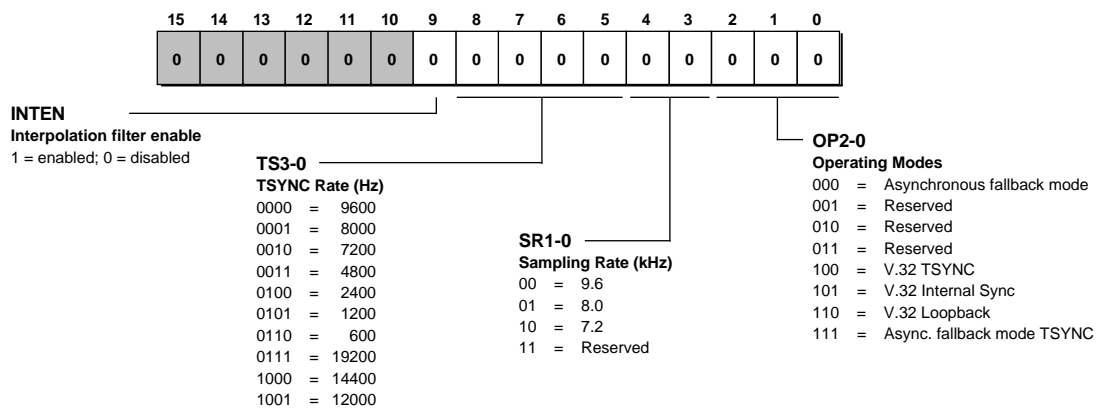 15 14 13 12 11 10 9 8 7 6 5 4 3 2 1 0
0 0 0 0 0 0 0 0 0 0 0 0 0 0 0 0
INTEN
Interpolation filter enable
1 = enabled; 0 = disabled
TS3-0
TSYNC Rate (Hz)
0000 = 9600
0001 = 8000
0010 = 7200
0011 = 4800
0100 = 2400
0101 = 1200
0110 = 600
0111 = 19200
1000 = 14400
1001 = 12000
SR1-0
Sampling Rate (kHz)
00 = 9.6
01 = 8.0
10 = 7.2
11 = Reserved
OP2-0
Operating Modes
000 = Asynchronous fallback mode
001 = Reserved
010 = Reserved
011 = Reserved
100 = V.32 TSYNC
101 = V.32 Internal Sync
110 = V.32 Loopback
111 = Async. fallback mode TSYNC